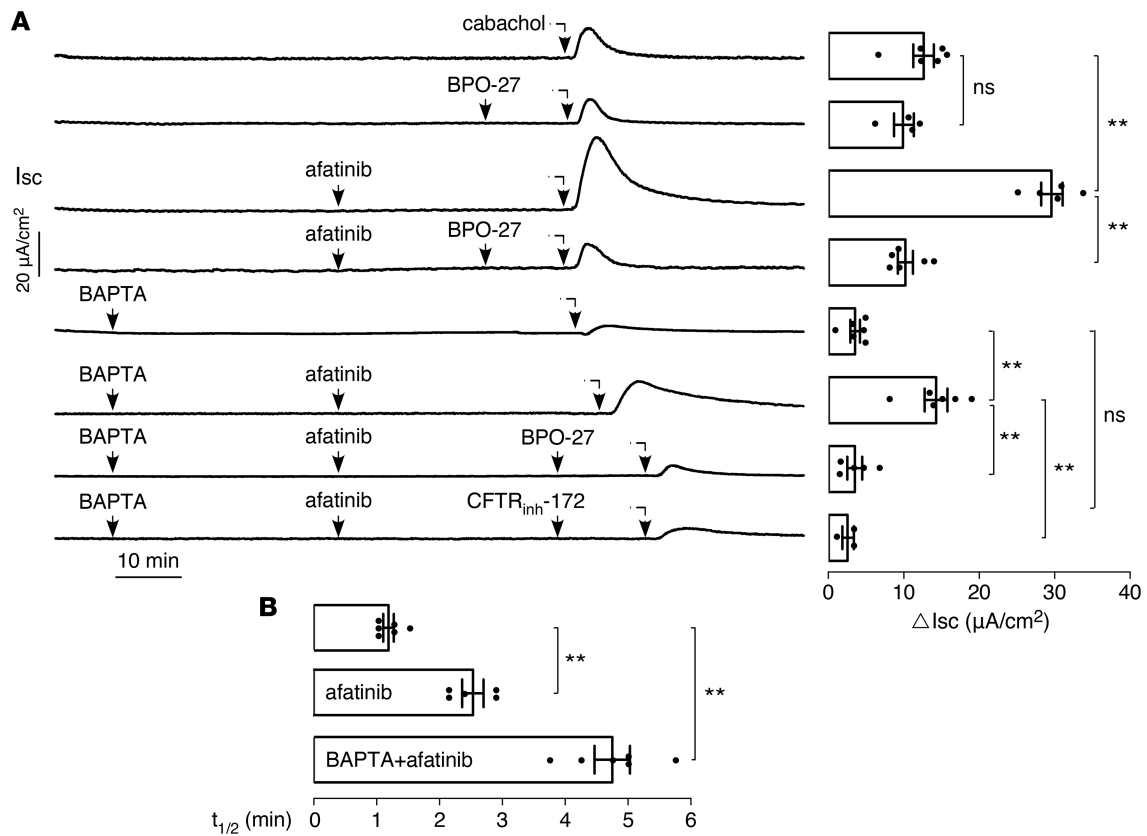 A
cabachol
ns
BPO-27
**
afatinib
Isc
20 µA/cm2
afatinib BPO-27
**
BAPTA
**
ns
BAPTA afatinib
**
**
BAPTA afatinib BPO-27
BAPTA afatinib CFTRinh-172
10 min
0 10 20 30 40
△Isc (µA/cm2)
B
**
afatinib
**
BAPTA+afatinib
t1/2 (min) 0 1 2 3 4 5 6